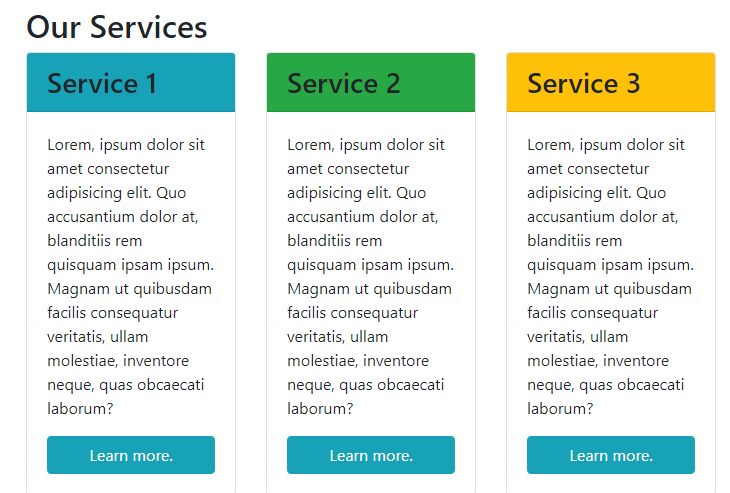 Our Services
Service 1
Lorem, ipsum dolor sit
amet consectetur
adipisicing elit. Quo
accusantium dolor at,
blanditiis rem
quisquam ipsam ipsum.
Magnam ut quibusdam
facilis consequatur
veritatis, ullam
molestiae, inventore
neque, quas obcaecati
laborum?
Learn more.
Service 2
Lorem, ipsum dolor sit
amet consectetur
adipisicing elit. Quo
accusantium dolor at,
blanditiis rem
quisquam ipsam ipsum.
Magnam ut quibusdam
facilis consequatur
veritatis, ullam
molestiae, inventore
neque, quas obcaecati
laborum?
Learn more.
Service 3
Lorem, ipsum dolor sit
amet consectetur
adipisicing elit. Quo
accusantium dolor at,
blanditiis rem
quisquam ipsam ipsum.
Magnam ut quibusdam
facilis consequatur
veritatis, ullam
molestiae, inventore
neque, quas obcaecati
laborum?
Learn more.